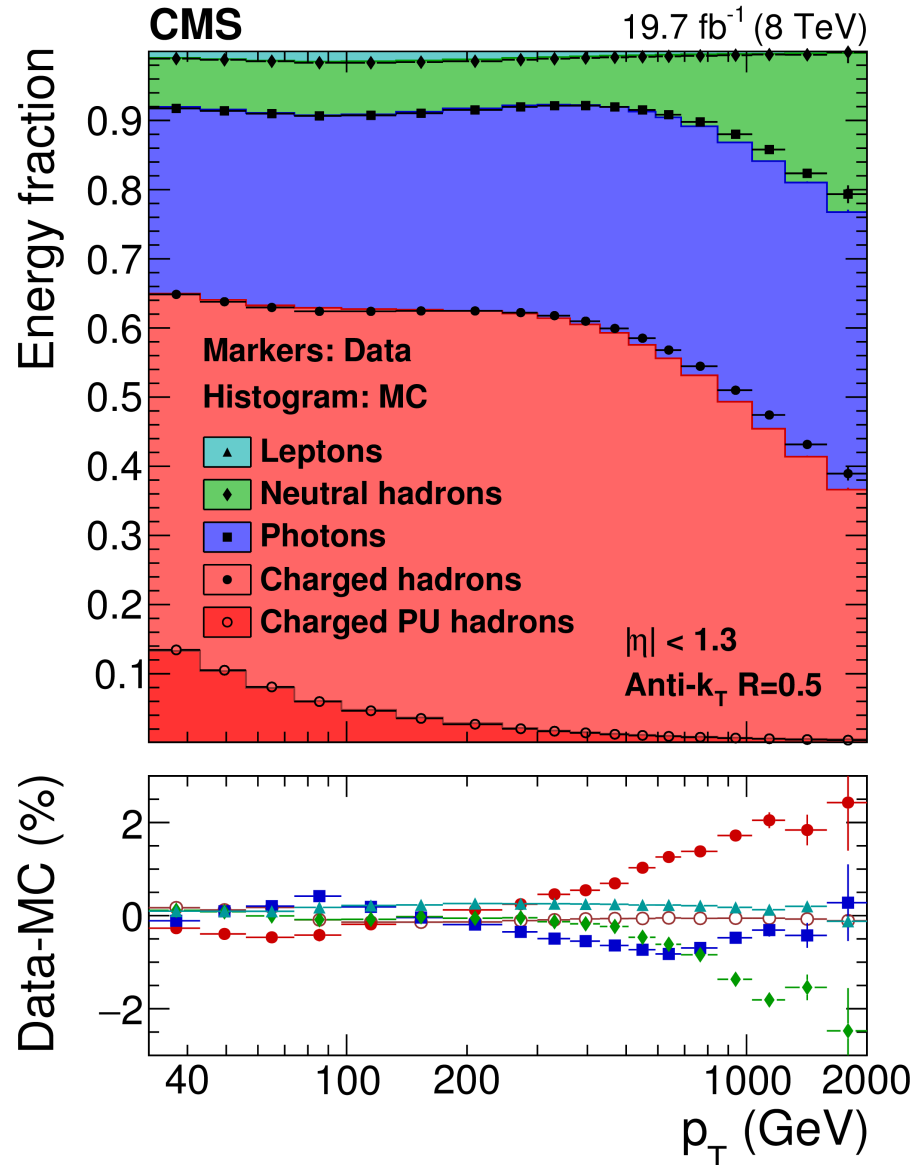 CMS 19.7 fb⁻¹ (8 TeV)
Energy fraction
0.9
0.8
0.7
0.6
0.5
0.4
0.3
0.2
0.1
Markers: Data
Histogram: MC
Leptons
Neutral hadrons
Photons
Charged hadrons
Charged PU hadrons
|η| < 1.3
Anti-k_T R=0.5
Data-MC (%)
2
0
−2
40 100 200 1000 2000
p_T (GeV)